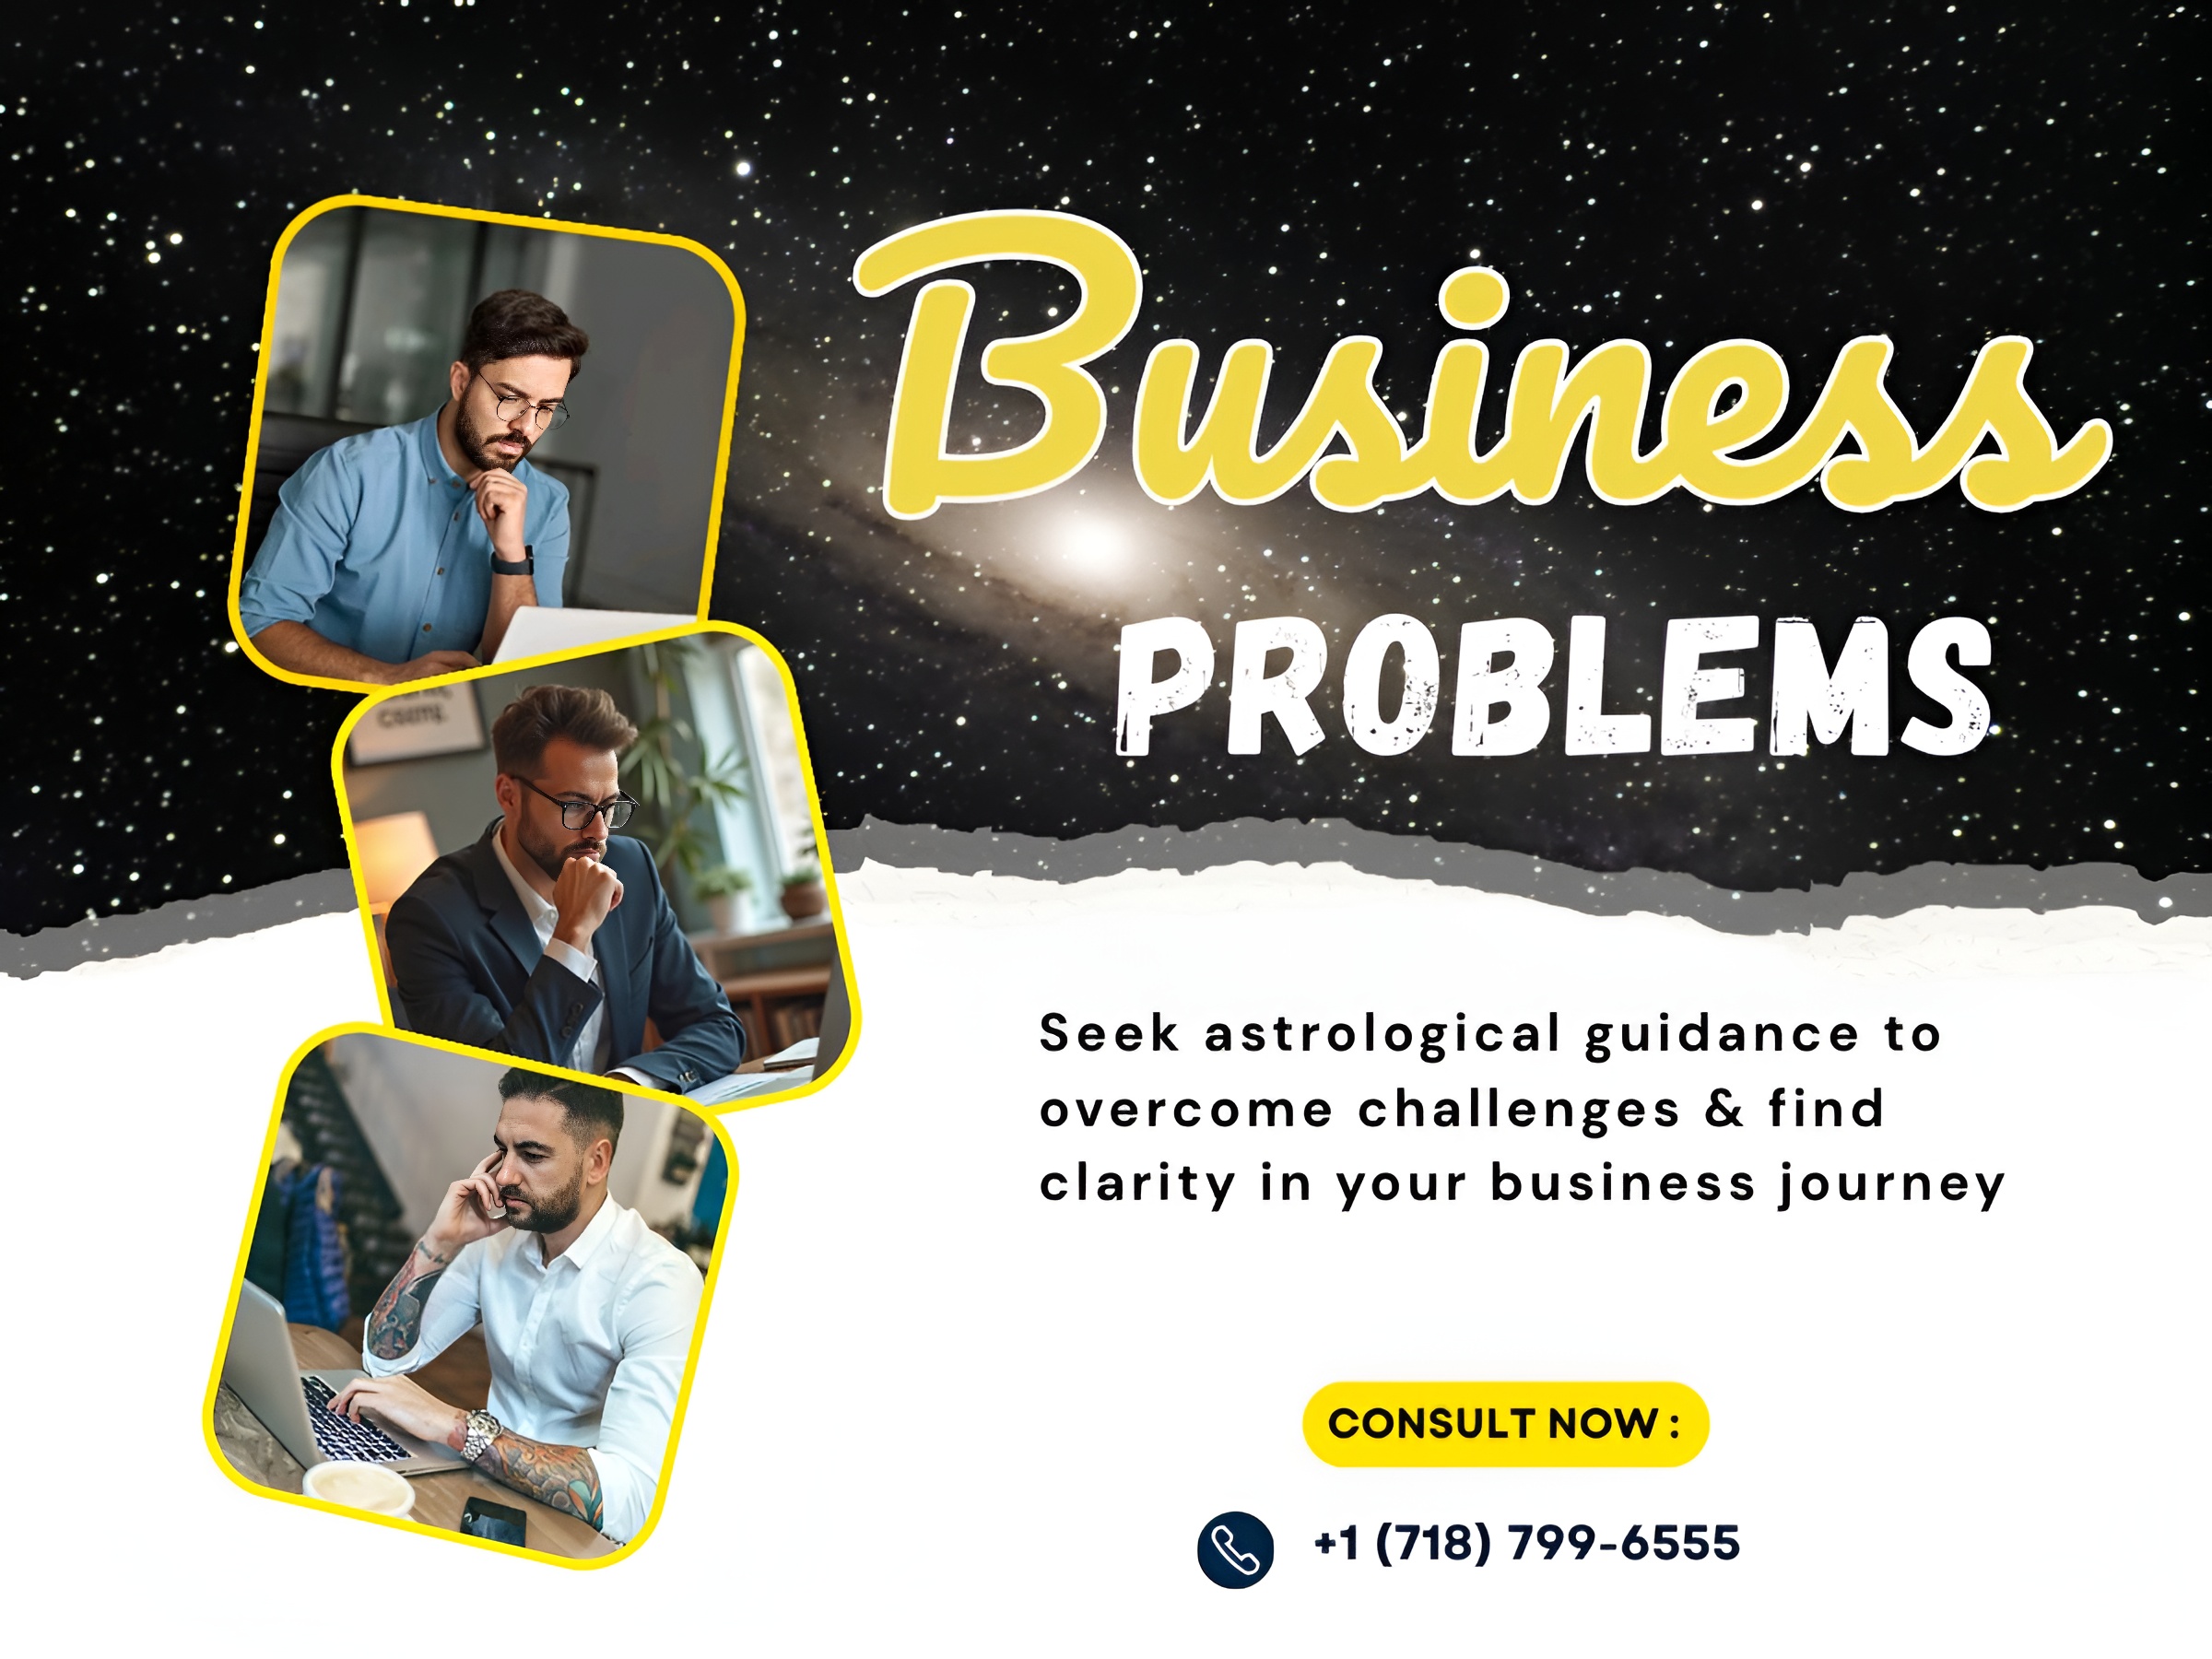 Business
PROBLEMS
Seek astrological guidance to
overcome challenges & find
clarity in your business journey
CONSULT NOW :
+1 (718) 799-6555